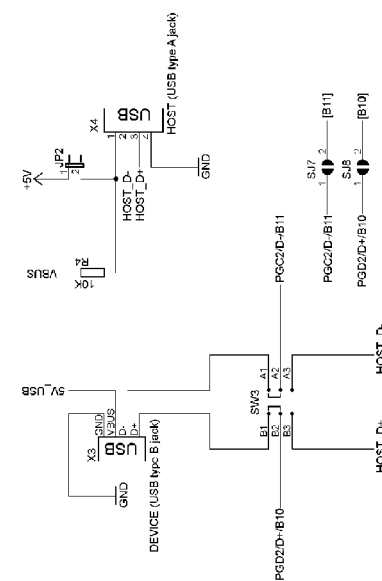 +5V
JP2
1
2
VBUS
R4
10K
X4
USB
1
2
3
4
HOST_D-
HOST_D+
HOST (USB type A jack)
GND
[B11]
SJ7
1 2
PGC2/D-/B11
[B10]
SJ8
1 2
PGD2/D+/B10
5V_USB
GND
VBUS
D-
D+
X3
USB
DEVICE (USB type B jack)
GND
PGC2/D-/B11
A1
A2
A3
SW3
B1
B2
B3
PGD2/D+/B10
HOST_D-
HOST_D+